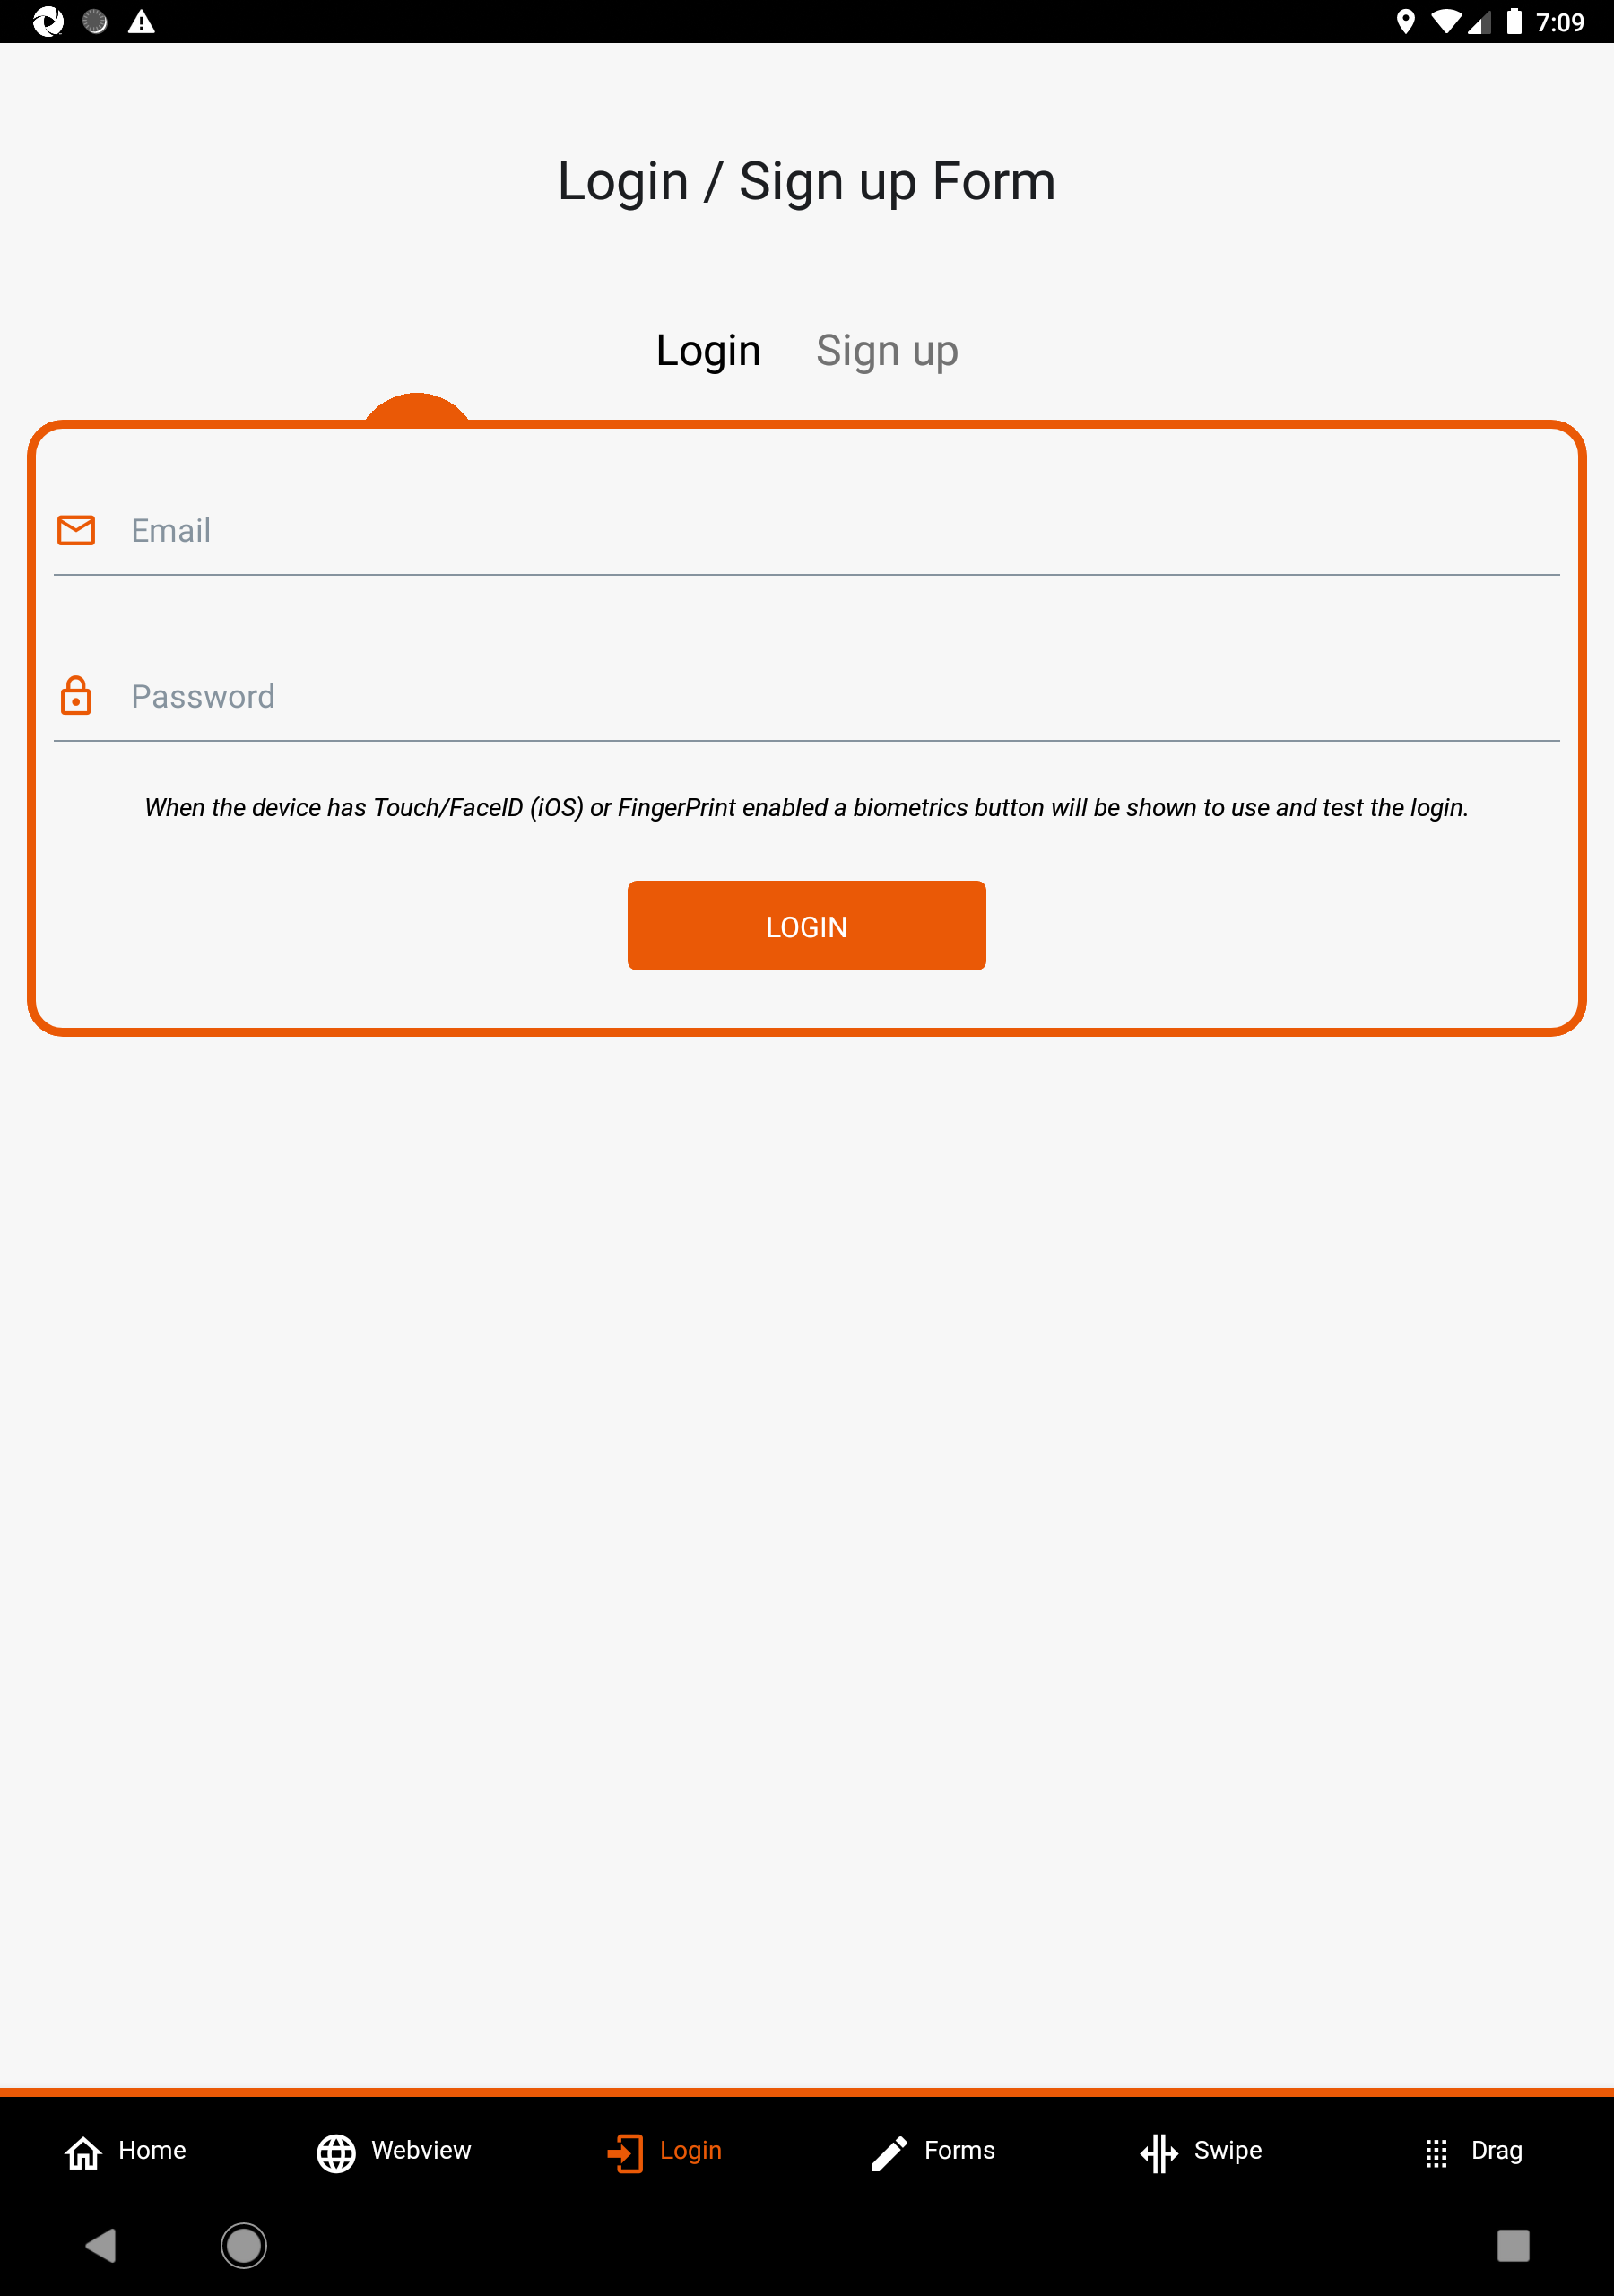 7:09
Login / Sign up Form
Login Sign up
Email
Password
When the device has Touch/FaceID (iOS) or FingerPrint enabled a biometrics button will be shown to use and test the login.
LOGIN
Home Webview Login Forms Swipe Drag